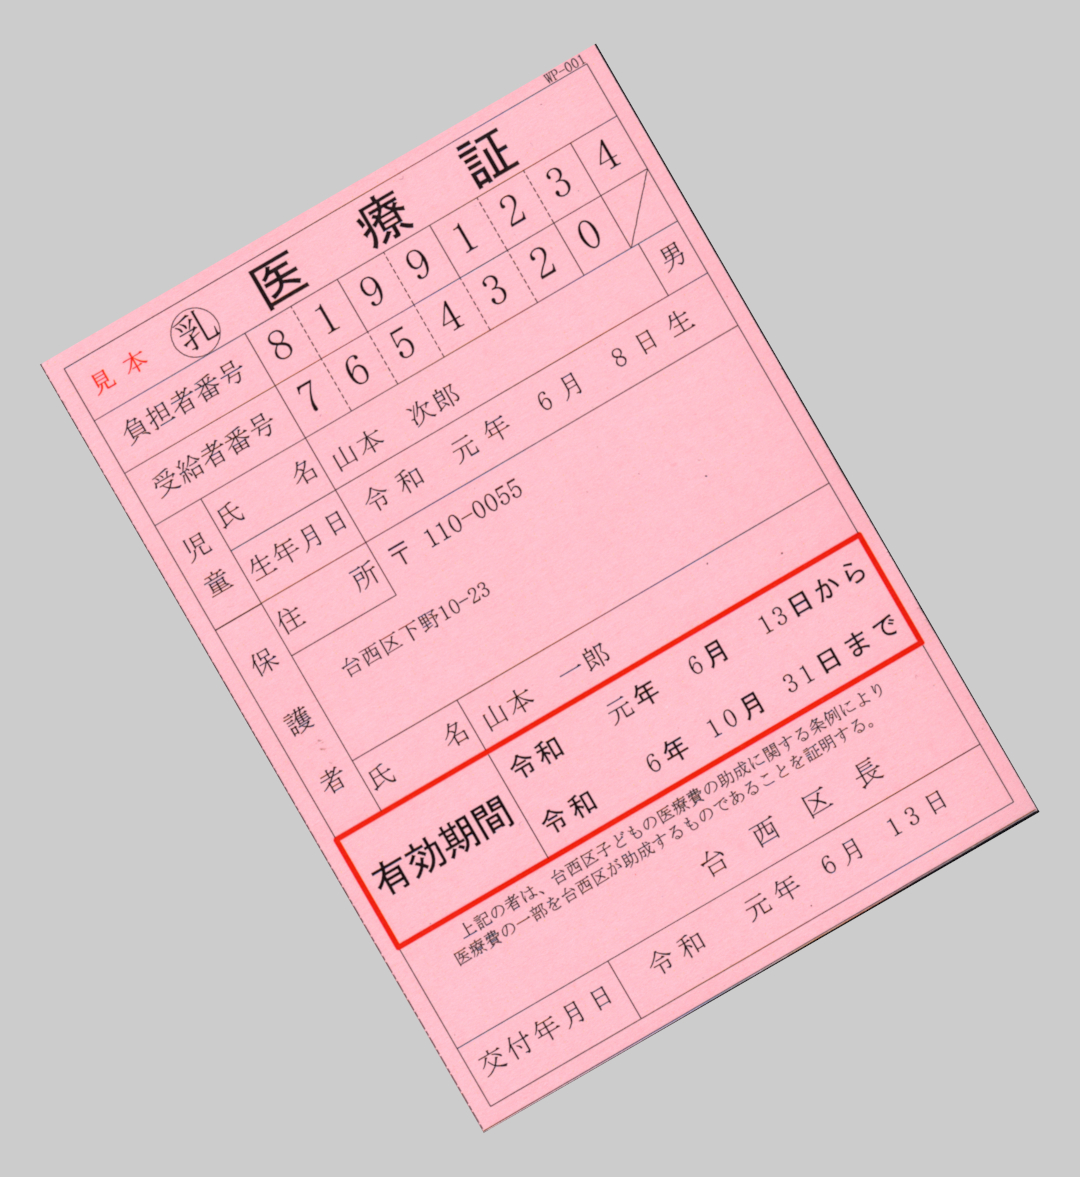 WP-001
見本 ㊙乳 医療証
負担者番号 8 1 9 9 1 2 3 4
受給者番号 7 6 5 4 3 2 0
児童 氏名 山本 次郎 男
生年月日 令和 元年 6月 8日生
保護者 住所 〒110-0055
台西区下野10-23
氏名 山本 一郎
有効期間 令和 元年 6月 13日から
令和 6年 10月 31日まで
上記の者は、台西区子どもの医療費の助成に関する条例により
医療費の一部を台西区が助成するものであることを証明する。
台西区長
交付年月日 令和 元年 6月 13日